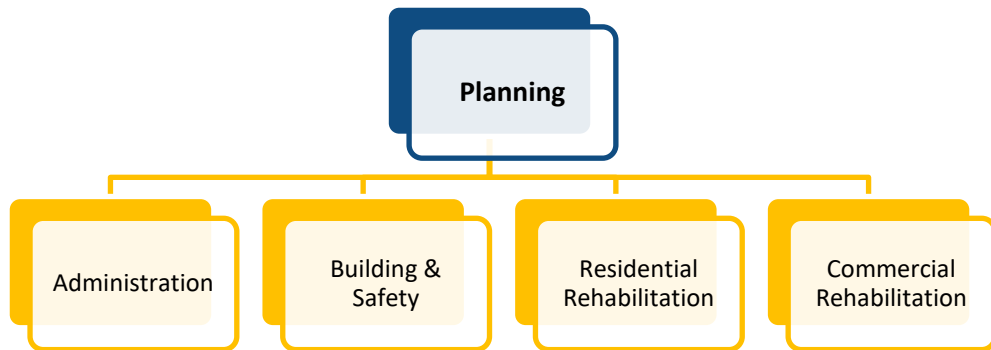 Planning
Administration
Building &
Safety
Residential
Rehabilitation
Commercial
Rehabilitation